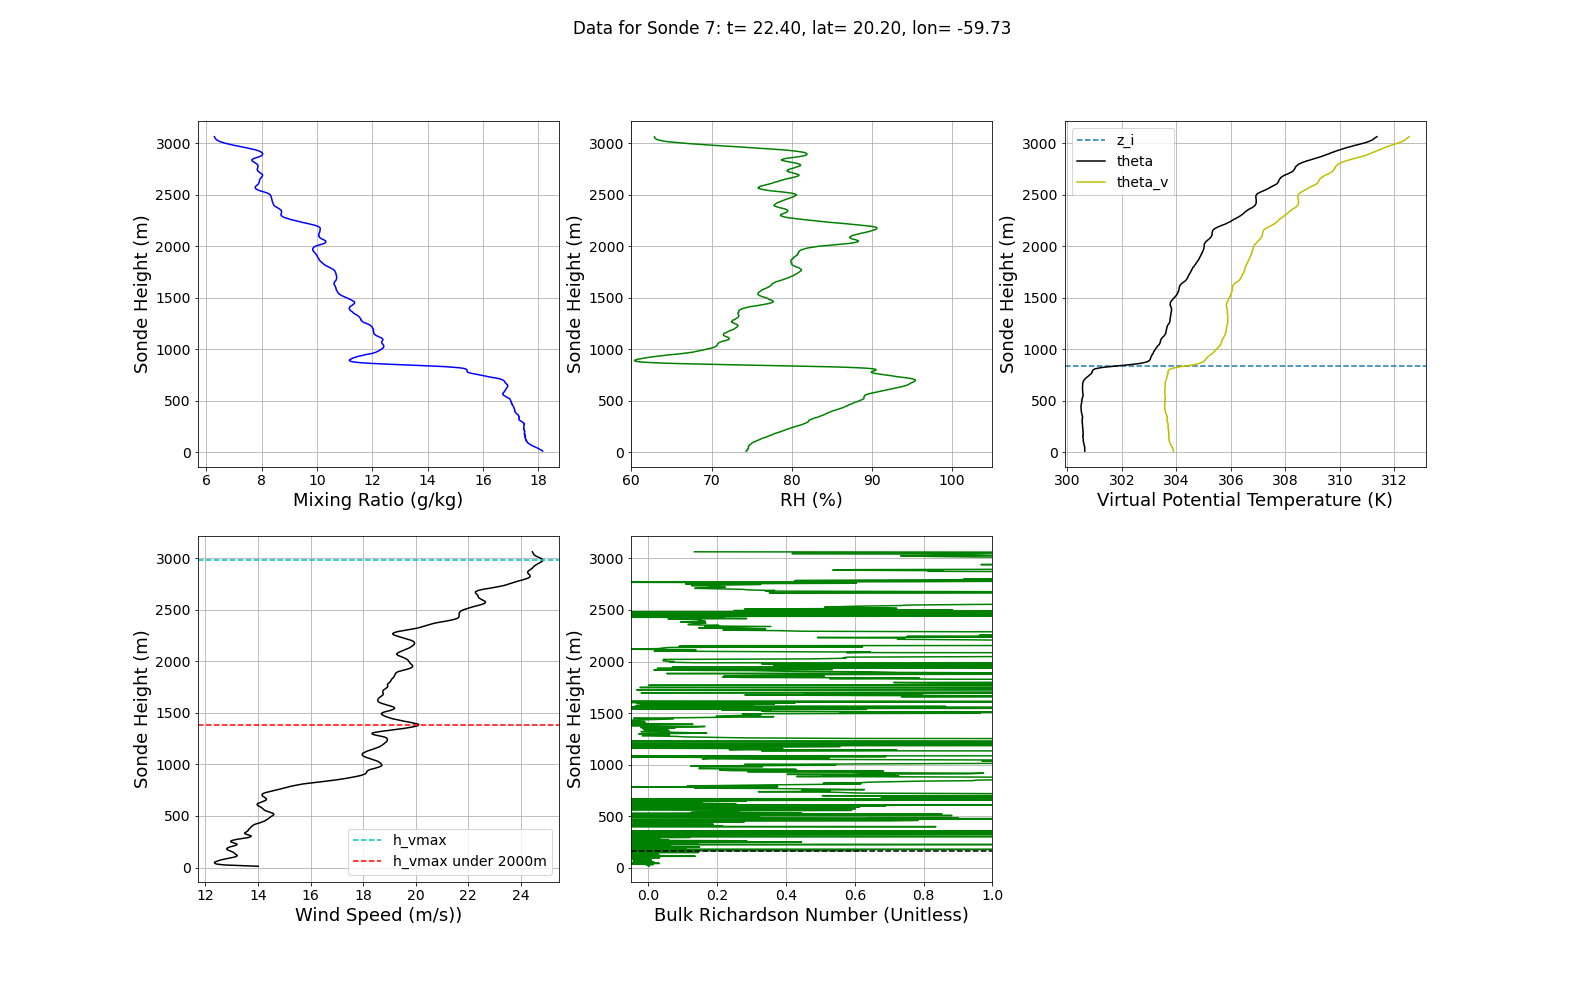 Data for Sonde 7: t= 22.40, lat= 20.20, lon= -59.73
Sonde Height (m)
3000
2500
2000
1500
1000
500
0
6 8 10 12 14 16 18
Mixing Ratio (g/kg)
Sonde Height (m)
3000
2500
2000
1500
1000
500
0
60 70 80 90 100
RH (%)
Sonde Height (m)
3000
2500
2000
1500
1000
500
0
z_i
theta
theta_v
300 302 304 306 308 310 312
Virtual Potential Temperature (K)
Sonde Height (m)
3000
2500
2000
1500
1000
500
0
h_vmax
h_vmax under 2000m
12 14 16 18 20 22 24
Wind Speed (m/s))
Sonde Height (m)
3000
2500
2000
1500
1000
500
0
0.0 0.2 0.4 0.6 0.8 1.0
Bulk Richardson Number (Unitless)